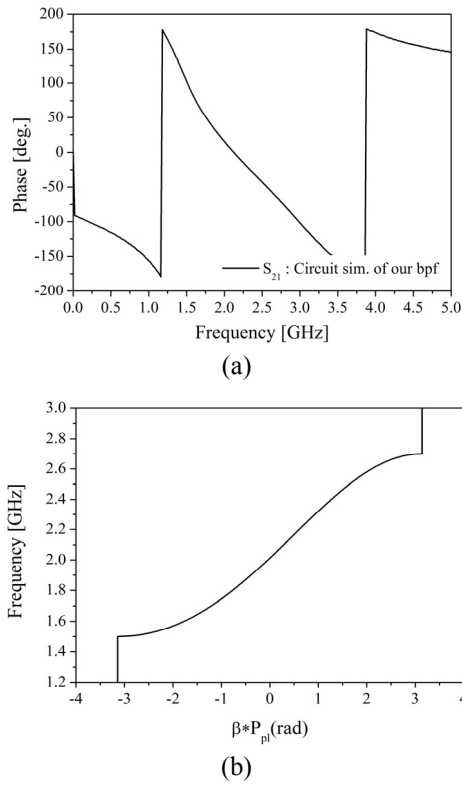 200
150
100
50
0
-50
-100
-150
-200
Phase [deg.]
S21 : Circuit sim. of our bpf
0.0 0.5 1.0 1.5 2.0 2.5 3.0 3.5 4.0 4.5 5.0
Frequency [GHz]
(a)
3.0
2.8
2.6
2.4
2.2
2.0
1.8
1.6
1.4
1.2
Frequency [GHz]
-4 -3 -2 -1 0 1 2 3 4
β*Ppl(rad)
(b)